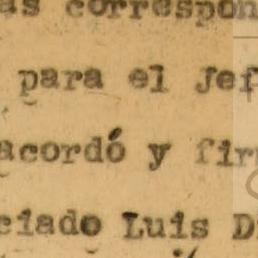 as correspon
para el Jef
acordó y fir
ciado Luis D